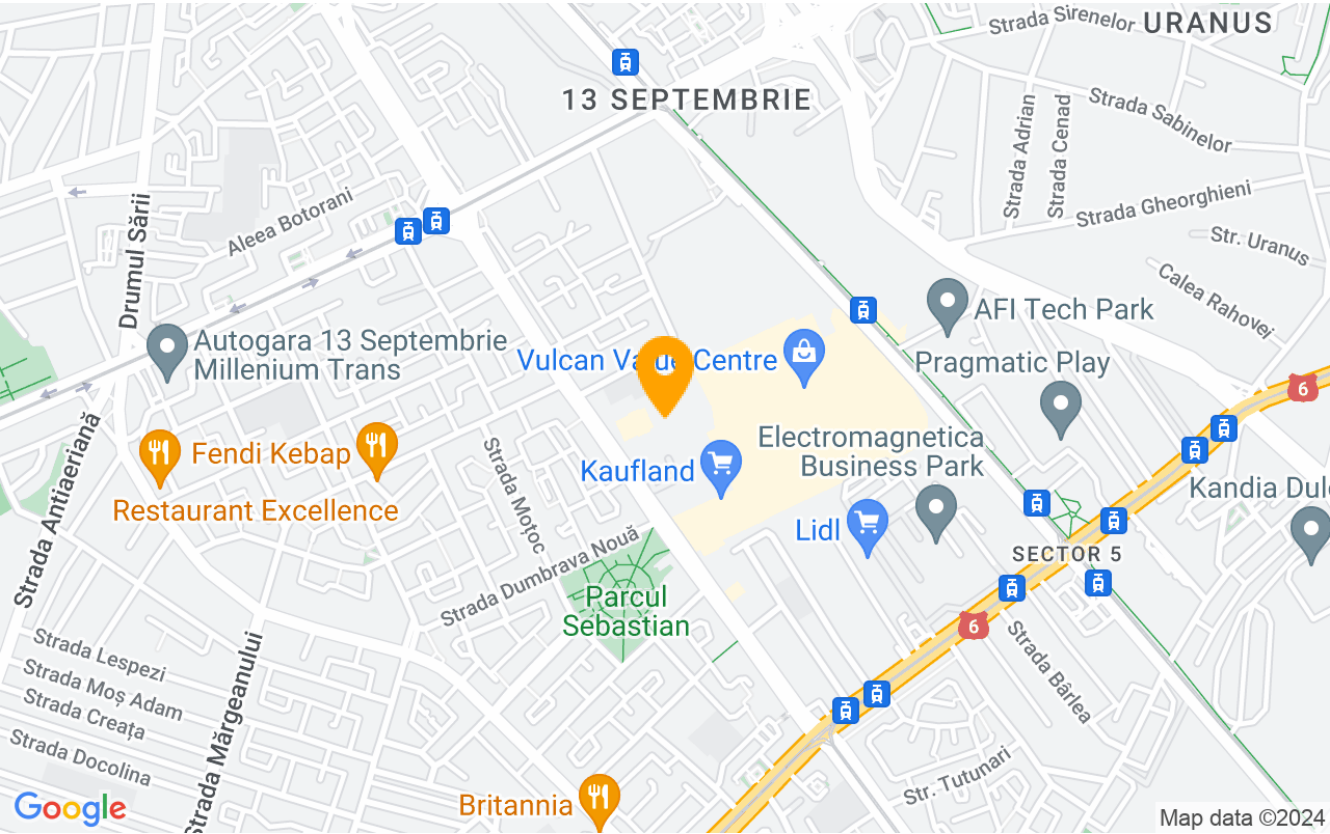 Strada Sirenelor
URANUS
13 SEPTEMBRIE
Strada Sabinelor
Strada Adrian
Strada Cenad
Strada Gheorghieni
Drumul Sării
Aleea Botorani
Str. Uranus
Calea Rahovei
AFI Tech Park
Autogara 13 Septembrie
Millenium Trans
Vulcan Va ue Centre
Pragmatic Play
6
Strada Antiaeriană
Fendi Kebap
Restaurant Excellence
Strada Moțoc
Kaufland
Electromagnetica
Business Park
Kandia Dulc
Lidl
SECTOR 5
Strada Dumbrava Nouă
Parcul
Sebastian
6
Strada Bârlea
Strada Lespezi
Strada Moș Adam
Strada Creața
Strada Docolina
Strada Mărgeanului
Str. Tutunari
Britannia
Google
Map data ©2024